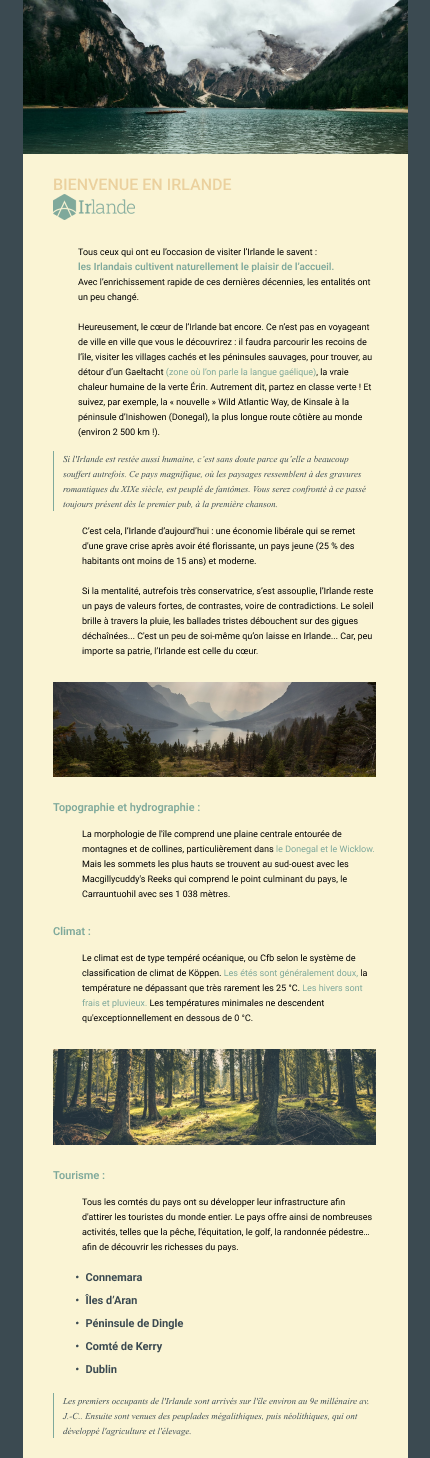 BIENVENUE EN IRLANDE
Irlande
Tous ceux qui ont eu l'occasion de visiter l'Irlande le savent :
les Irlandais cultivent naturellement le plaisir de l'accueil.
Avec l'enrichissement rapide de ces dernières décennies, les entalités ont
un peu changé.
Heureusement, le cœur de l'Irlande bat encore. Ce n'est pas en voyageant
de ville en ville que vous le découvrirez : il faudra parcourir les recoins de
l'île, visiter les villages cachés et les péninsules sauvages, pour trouver, au
détour d'un Gaeltacht (zone où l'on parle la langue gaélique), la vraie
chaleur humaine de la verte Érin. Autrement dit, partez en classe verte ! Et
suivez, par exemple, la « nouvelle » Wild Atlantic Way, de Kinsale à la
péninsule d'Inishowen (Donegal), la plus longue route côtière au monde
(environ 2 500 km !).
Si l'Irlande est restée aussi humaine, c'est sans doute parce qu'elle a beaucoup
souffert autrefois. Ce pays magnifique, où les paysages ressemblent à des gravures
romantiques du XIXe siècle, est peuplé de fantômes. Vous serez confronté à ce passé
toujours présent dès le premier pub, à la première chanson.
C'est cela, l'Irlande d'aujourd'hui : une économie libérale qui se remet
d'une grave crise après avoir été florissante, un pays jeune (25 % des
habitants ont moins de 15 ans) et moderne.
Si la mentalité, autrefois très conservatrice, s'est assouplie, l'Irlande reste
un pays de valeurs fortes, de contrastes, voire de contradictions. Le soleil
brille à travers la pluie, les ballades tristes débouchent sur des gigues
déchaînées... C'est un peu de soi-même qu'on laisse en Irlande... Car, peu
importe sa patrie, l'Irlande est celle du cœur.
Topographie et hydrographie :
La morphologie de l'île comprend une plaine centrale entourée de
montagnes et de collines, particulièrement dans le Donegal et le Wicklow.
Mais les sommets les plus hauts se trouvent au sud-ouest avec les
Macgillycuddy's Reeks qui comprend le point culminant du pays, le
Carrauntuohil avec ses 1 038 mètres.
Climat :
Le climat est de type tempéré océanique, ou Cfb selon le système de
classification de climat de Köppen. Les étés sont généralement doux, la
température ne dépassant que très rarement les 25 °C. Les hivers sont
frais et pluvieux. Les températures minimales ne descendent
qu'exceptionnellement en dessous de 0 °C.
Tourisme :
Tous les comtés du pays ont su développer leur infrastructure afin
d'attirer les touristes du monde entier. Le pays offre ainsi de nombreuses
activités, telles que la pêche, l'équitation, le golf, la randonnée pédestre...
afin de découvrir les richesses du pays.
• Connemara
• Îles d'Aran
• Péninsule de Dingle
• Comté de Kerry
• Dublin
Les premiers occupants de l'Irlande sont arrivés sur l'île environ au 9e millénaire av.
J.-C.. Ensuite sont venues des peuplades mégalithiques, puis néolithiques, qui ont
développé l'agriculture et l'élevage.